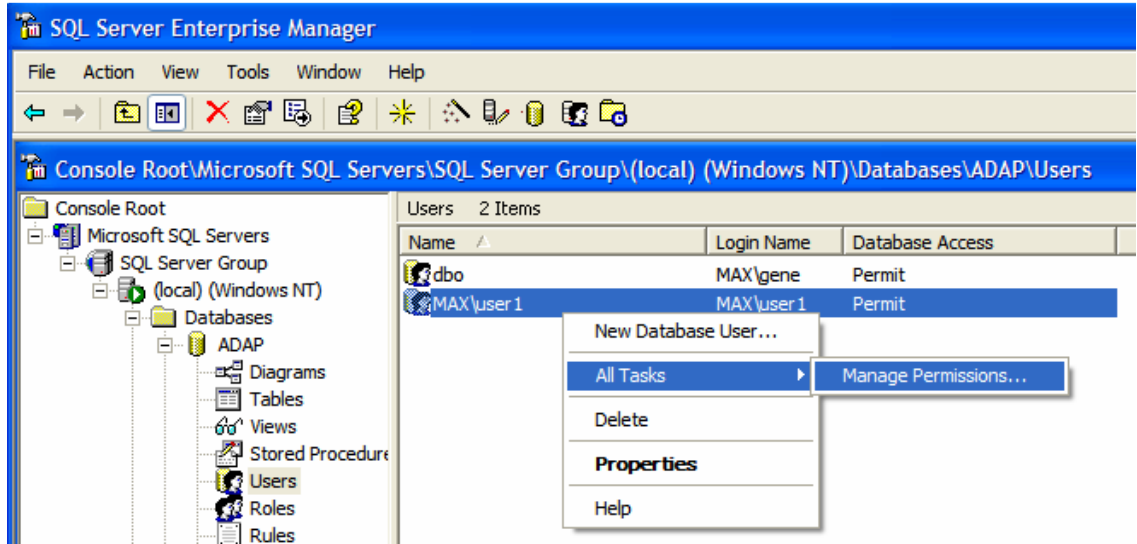 SQL Server Enterprise Manager
File Action View Tools Window Help
Console Root\Microsoft SQL Servers\SQL Server Group\(local) (Windows NT)\Databases\ADAP\Users
Console Root
Microsoft SQL Servers
SQL Server Group
(local) (Windows NT)
Databases
ADAP
Diagrams
Tables
Views
Stored Procedure
Users
Roles
Rules
Users 2 Items
Name Login Name Database Access
dbo MAX\gene Permit
MAX\user1 MAX\user1 Permit
New Database User...
All Tasks
Manage Permissions...
Delete
Properties
Help